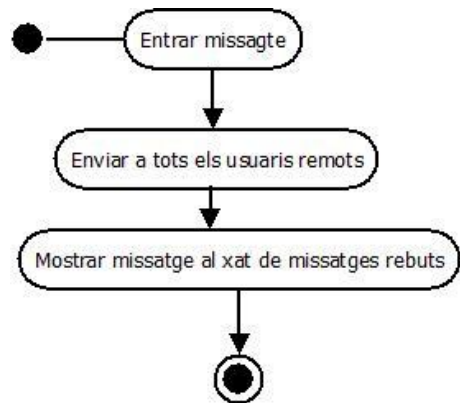 Entrar missagte
Enviar a tots els usuaris remots
Mostrar missatge al xat de missatges rebuts